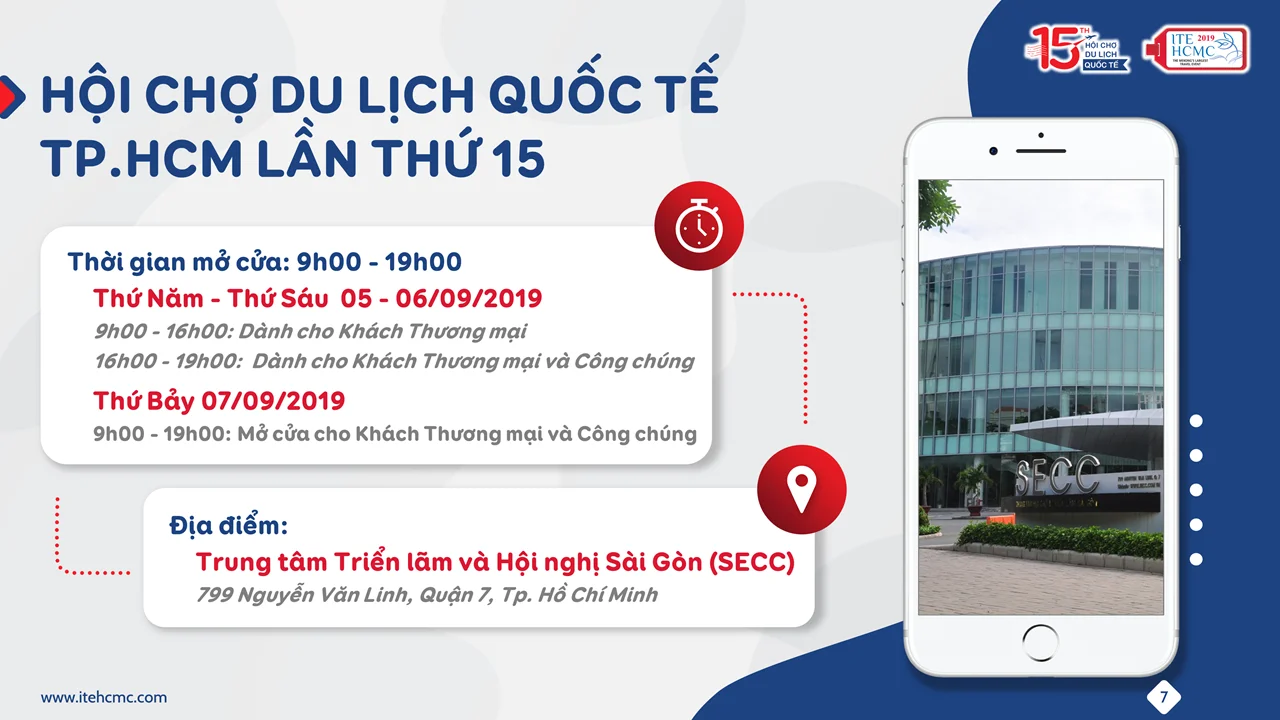 15TH
HỘI CHỢ
DU LỊCH
QUỐC TẾ
ITE 2019
HCMC
THE MEKONG'S LARGEST
TRAVEL EVENT
HỘI CHỢ DU LỊCH QUỐC TẾ
TP.HCM LẦN THỨ 15
Thời gian mở cửa: 9h00 - 19h00
Thứ Năm - Thứ Sáu 05 - 06/09/2019
9h00 - 16h00: Dành cho Khách Thương mại
16h00 - 19h00: Dành cho Khách Thương mại và Công chúng
Thứ Bảy 07/09/2019
9h00 - 19h00: Mở cửa cho Khách Thương mại và Công chúng
Địa điểm:
Trung tâm Triển lãm và Hội nghị Sài Gòn (SECC)
799 Nguyễn Văn Linh, Quận 7, Tp. Hồ Chí Minh
SECC
www.itehcmc.com
7